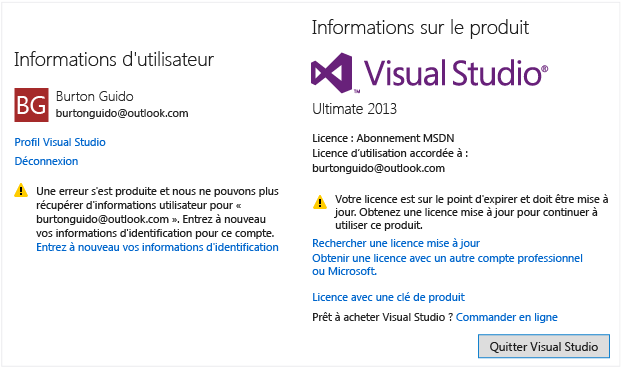 Informations d'utilisateur
BG
Burton Guido
burtonguido@outlook.com
Profil Visual Studio
Déconnexion
Une erreur s'est produite et nous ne pouvons plus
récupérer d'informations utilisateur pour «
burtonguido@outlook.com ». Entrez à nouveau
vos informations d'identification pour ce compte.
Entrez à nouveau vos informations d'identification
Informations sur le produit
Visual Studio®
Ultimate 2013
Licence : Abonnement MSDN
Licence d'utilisation accordée à :
burtonguido@outlook.com
Votre licence est sur le point d'expirer et doit être mise à
jour. Obtenez une licence mise à jour pour continuer à
utiliser ce produit.
Rechercher une licence mise à jour
Obtenir une licence avec un autre compte professionnel
ou Microsoft.
Licence avec une clé de produit
Prêt à acheter Visual Studio ? Commander en ligne
Quitter Visual Studio